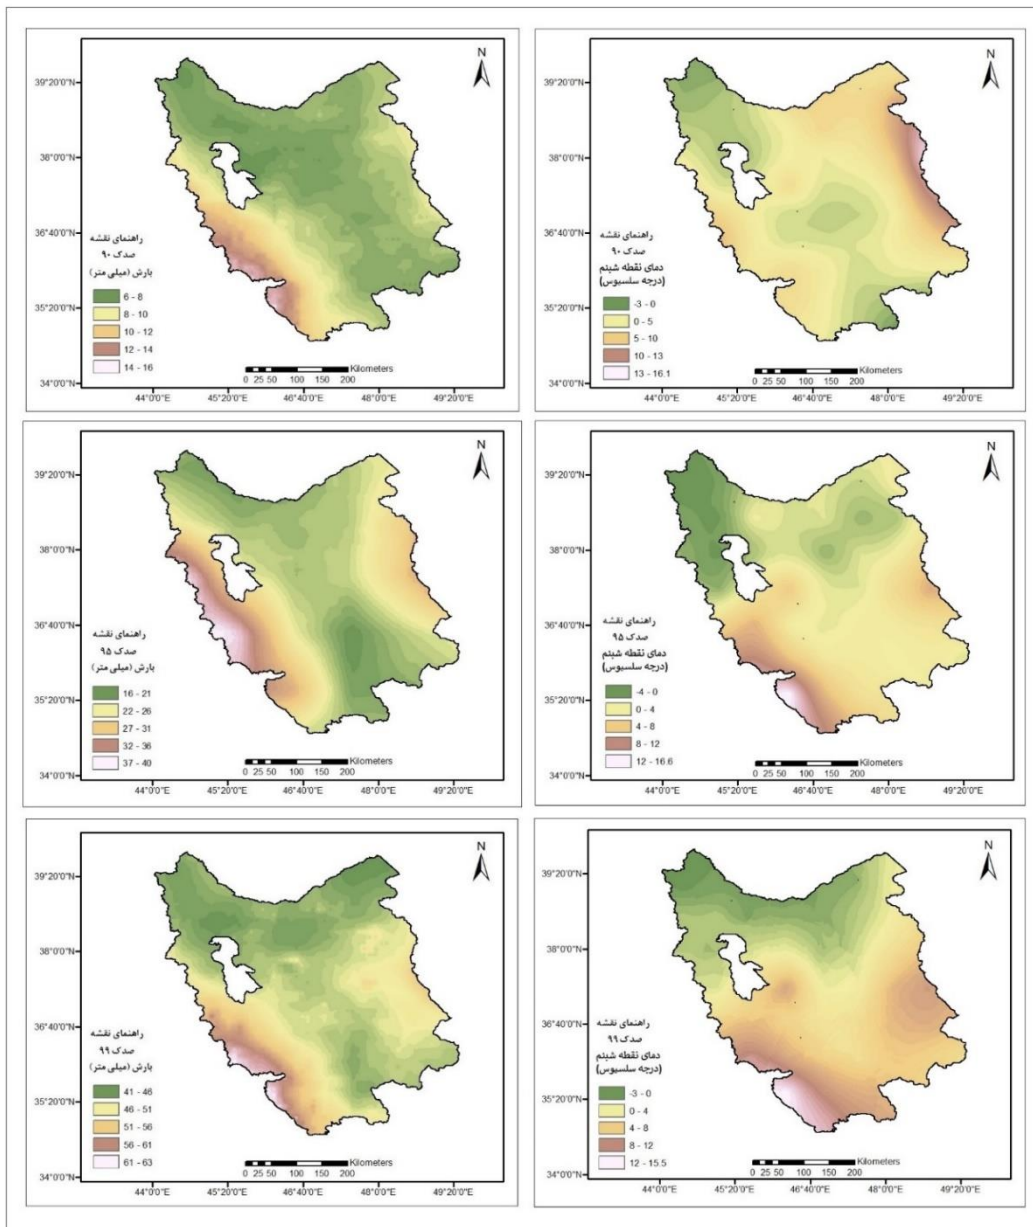 N
39°20'0"N
38°0'0"N
36°40'0"N
35°20'0"N
34°0'0"N
راهنمای نقشه
صدک ۹۰
بارش (میلی متر)
6 - 8
8 - 10
10 - 12
12 - 14
14 - 16
Kilometers
0 25 50 100 150 200
44°0'0"E 45°20'0"E 46°40'0"E 48°0'0"E 49°20'0"E
N
39°20'0"N
38°0'0"N
36°40'0"N
35°20'0"N
34°0'0"N
راهنمای نقشه
صدک ۹۰
دمای نقطه شبنم
(درجه سلسیوس)
-3 - 0
0 - 5
5 - 10
10 - 13
13 - 16.1
Kilometers
0 25 50 100 150 200
44°0'0"E 45°20'0"E 46°40'0"E 48°0'0"E 49°20'0"E
N
39°20'0"N
38°0'0"N
36°40'0"N
35°20'0"N
34°0'0"N
راهنمای نقشه
صدک ۹۵
بارش (میلی متر)
16 - 21
22 - 26
27 - 31
32 - 36
37 - 40
Kilometers
0 25 50 100 150 200
44°0'0"E 45°20'0"E 46°40'0"E 48°0'0"E 49°20'0"E
N
39°20'0"N
38°0'0"N
36°40'0"N
35°20'0"N
34°0'0"N
راهنمای نقشه
صدک ۹۵
دمای نقطه شبنم
(درجه سلسیوس)
-4 - 0
0 - 4
4 - 8
8 - 12
12 - 16.6
Kilometers
0 25 50 100 150 200
44°0'0"E 45°20'0"E 46°40'0"E 48°0'0"E 49°20'0"E
N
39°20'0"N
38°0'0"N
36°40'0"N
35°20'0"N
34°0'0"N
راهنمای نقشه
صدک ۹۹
بارش (میلی متر)
41 - 46
46 - 51
51 - 56
56 - 61
61 - 63
Kilometers
0 25 50 100 150 200
44°0'0"E 45°20'0"E 46°40'0"E 48°0'0"E 49°20'0"E
N
39°20'0"N
38°0'0"N
36°40'0"N
35°20'0"N
34°0'0"N
راهنمای نقشه
صدک ۹۹
دمای نقطه شبنم
(درجه سلسیوس)
-3 - 0
0 - 4
4 - 8
8 - 12
12 - 15.5
Kilometers
0 25 50 100 150 200
44°0'0"E 45°20'0"E 46°40'0"E 48°0'0"E 49°20'0"E